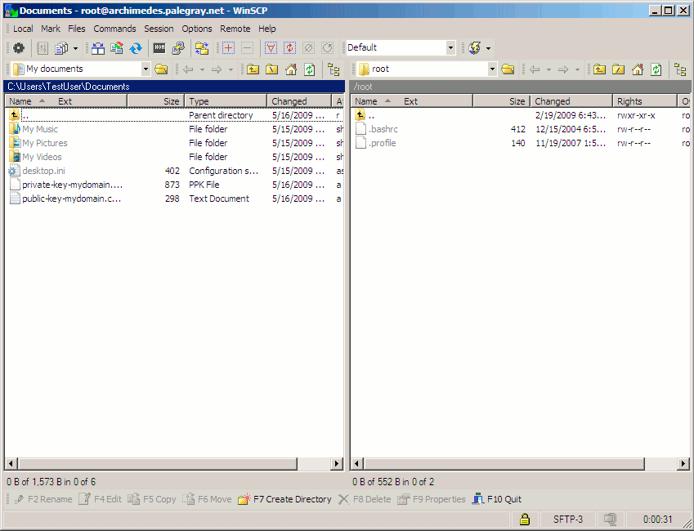 Documents - root@archimedes.palegray.net - WinSCP
Local Mark Files Commands Session Options Remote Help
Default
My documents
root
C:\Users\TestUser\Documents
/root
Name Ext Size Type Changed
Name Ext Size Changed Rights
.. Parent directory 5/16/2009 ... r
My Music File folder 5/15/2009 ... sh
My Pictures File folder 5/15/2009 ... sh
My Videos File folder 5/15/2009 ... sh
desktop.ini 402 Configuration s... 5/15/2009 ... as
private-key-mydomain.... 873 PPK File 5/16/2009 ... a
public-key-mydomain.c... 298 Text Document 5/16/2009 ... a
.. 2/19/2009 6:43... rwxr-xr-x ro
.bashrc 412 12/15/2004 6:5... rw-r--r-- ro
.profile 140 11/19/2007 1:5... rw-r--r-- ro
0 B of 1,573 B in 0 of 6
0 B of 552 B in 0 of 2
F2 Rename F4 Edit F5 Copy F6 Move F7 Create Directory F8 Delete F9 Properties F10 Quit
SFTP-3 0:00:31